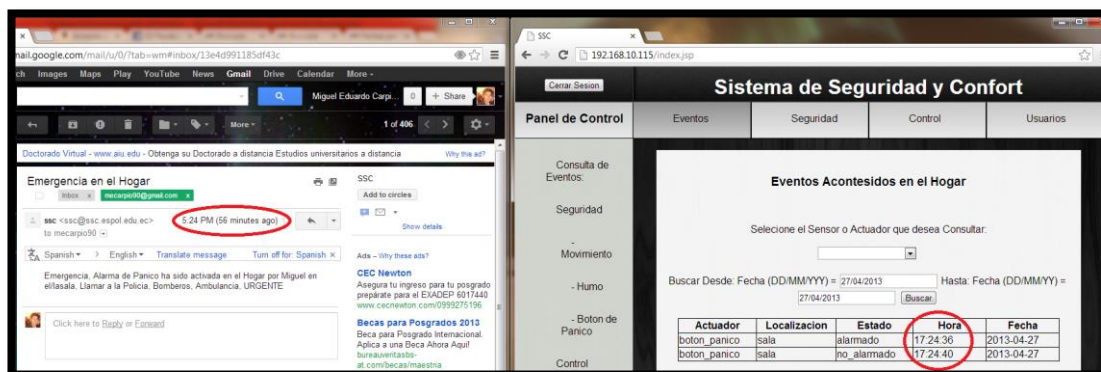 mail.google.com/mail/u/0/?tab=wm#inbox/13e4d991185df43c
ch Images Maps Play YouTube News Gmail Drive Calendar More
Miguel Eduardo Carpi... 0 + Share
More 1 of 406
Doctorado Virtual - www.aiu.edu - Obtenga su Doctorado a distancia Estudios universitarios a distancia Why this ad?
Emergencia en el Hogar
Inbox x mecarpio90@gmail.com x
ssc <ssc@ssc.espol.edu.ec> 5:24 PM (56 minutes ago)
to mecarpio90
Spanish > English Translate message Turn off for: Spanish x
Emergencia, Alarma de Panico ha sido activada en el Hogar por Miguel en
el/lasala, Llamar a la Policia, Bomberos, Ambulancia, URGENTE
Click here to Reply or Forward
SSC
Add to circles
Show details
Ads – Why these ads?
CEC Newton
Asegura tu ingreso para tu posgrado
prepárate para el EXADEP 6017440
www.cecnewton.com/0999275196
Becas para Posgrados 2013
Beca para Posgrado Internacional.
Aplica a una Beca Ahora Aqui!
bureauveritasbs-
at.com/becas/maestria
SSC
192.168.10.115/index.jsp
Cerrar Sesion
Sistema de Seguridad y Confort
Panel de Control Eventos Seguridad Control Usuarios
Consulta de
Eventos:
Seguridad
-
Movimiento
- Humo
- Boton de
Panico
Control
Eventos Acontesidos en el Hogar
Selecione el Sensor o Actuador que desea Consultar:
Buscar Desde: Fecha (DD/MM/YYY) = 27/04/2013 Hasta: Fecha (DD/MM/YY) =
27/04/2013 Buscar
Actuador Localizacion Estado Hora Fecha
boton_panico sala alarmado 17:24:36 2013-04-27
boton_panico sala no_alarmado 17:24:40 2013-04-27